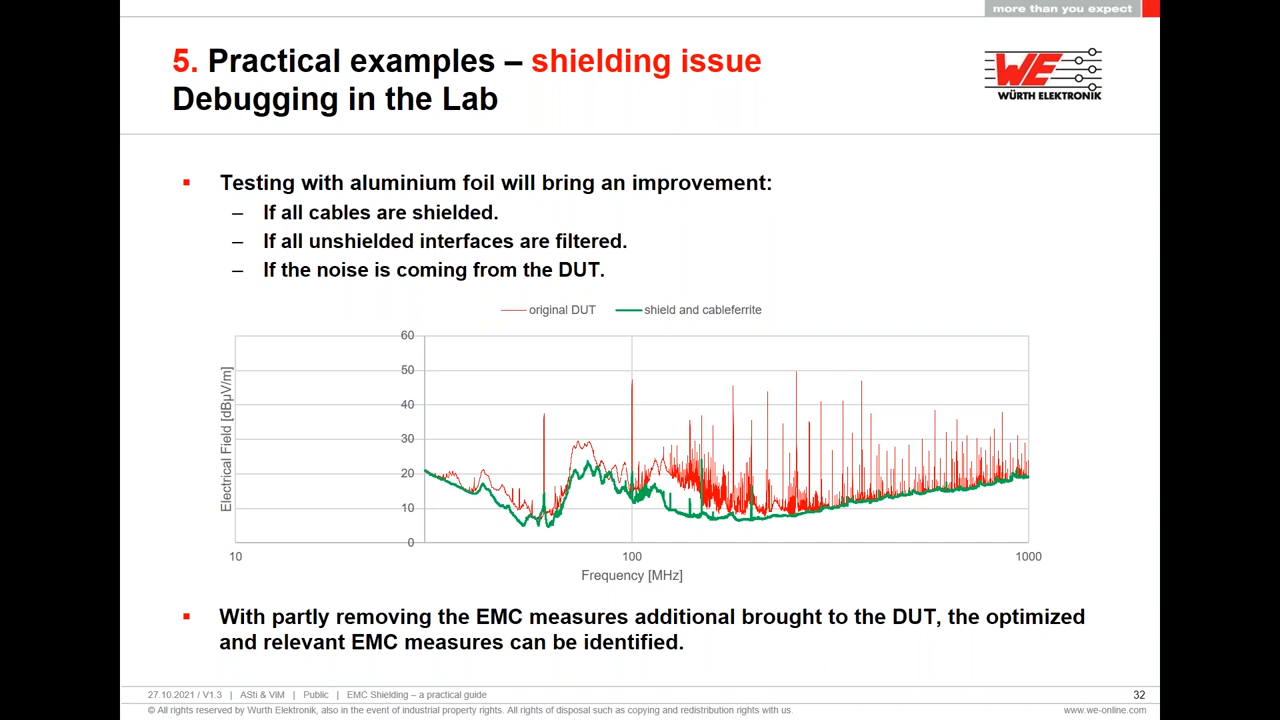 more than you expect
5. Practical examples – shielding issue
Debugging in the Lab
WE
WÜRTH ELEKTRONIK
▪ Testing with aluminium foil will bring an improvement:
– If all cables are shielded.
– If all unshielded interfaces are filtered.
– If the noise is coming from the DUT.
original DUT shield and cableferrite
Electrical Field [dBµV/m]
60
50
40
30
20
10
0
10 100 1000
Frequency [MHz]
▪ With partly removing the EMC measures additional brought to the DUT, the optimized
and relevant EMC measures can be identified.
27.10.2021 / V1.3 | ASti & ViM | Public | EMC Shielding – a practical guide
32
© All rights reserved by Wurth Elektronik, also in the event of industrial property rights. All rights of disposal such as copying and redistribution rights with us.
www.we-online.com